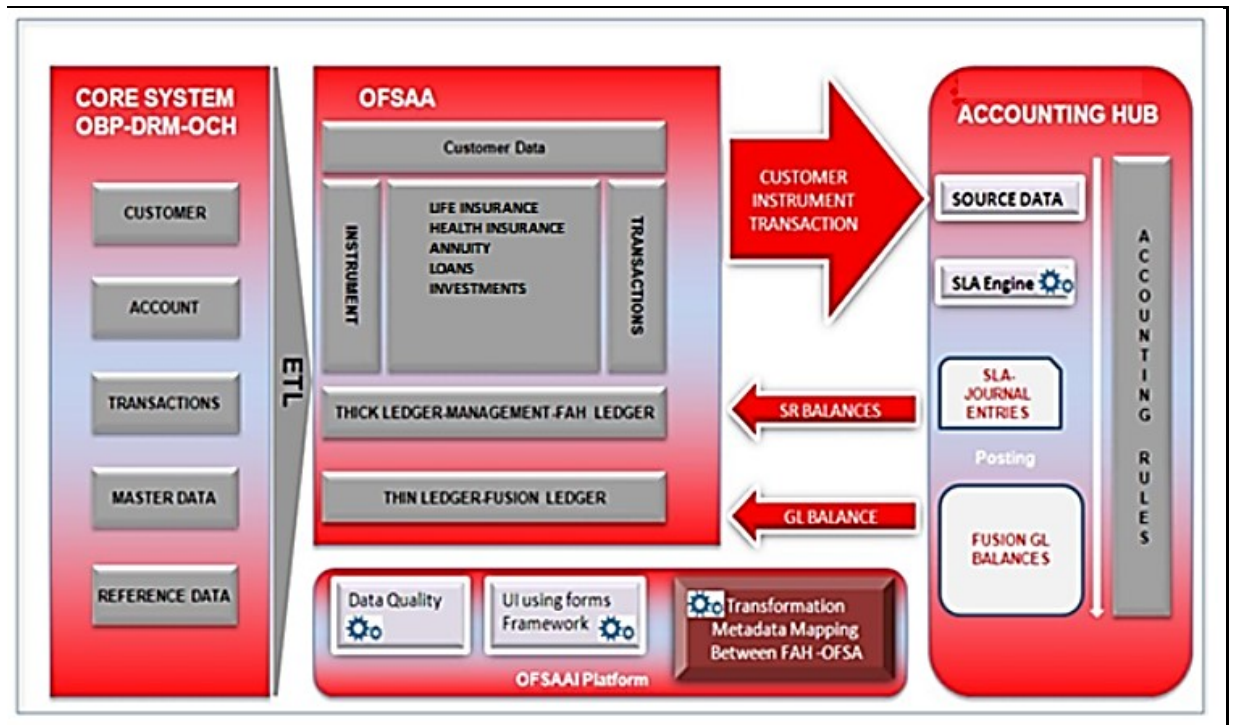 CORE SYSTEM
OBP-DRM-OCH
CUSTOMER
ACCOUNT
TRANSACTIONS
MASTER DATA
REFERENCE DATA
ETL
OFSAA
Customer Data
INSTRUMENT
LIFE INSURANCE
HEALTH INSURANCE
ANNUITY
LOANS
INVESTMENTS
TRANSACTIONS
THICK LEDGER-MANAGEMENT-FAH LEDGER
THIN LEDGER-FUSION LEDGER
Data Quality
UI using forms
Framework
Transformation
Metadata Mapping
Between FAH -OFSA
OFSAAI Platform
CUSTOMER
INSTRUMENT
TRANSACTION
SR BALANCES
GL BALANCE
ACCOUNTING HUB
SOURCE DATA
SLA Engine
SLA-
JOURNAL
ENTRIES
Posting
FUSION GL
BALANCES
ACCOUNTING RULES